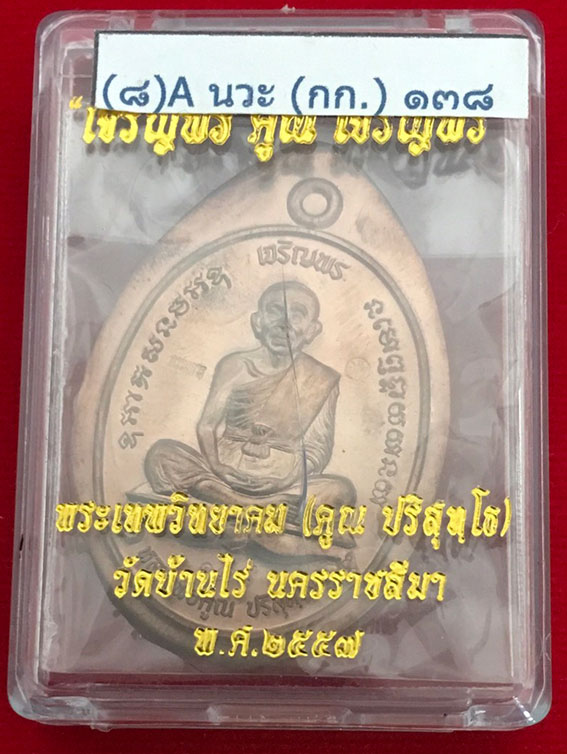 (๘)A นวะ (กก.) ๑๓๘
"เจริญพร คูณ เจริญพร"
เจริญพร
พระเทพวิทยาคม (คูณ ปริสุทฺโธ)
วัดบ้านไร่ นครราชสีมา
พ.ศ.๒๕๕๗